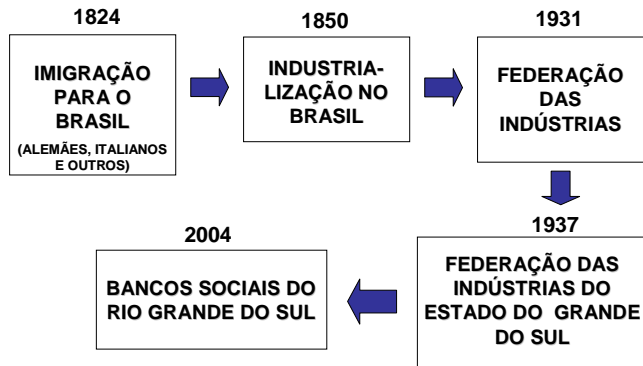 1824
IMIGRAÇÃO
PARA O
BRASIL
(ALEMÃES, ITALIANOS
E OUTROS)
1850
INDUSTRIA-
LIZAÇÃO NO
BRASIL
1931
FEDERAÇÃO
DAS
INDÚSTRIAS
1937
FEDERAÇÃO DAS
INDÚSTRIAS DO
ESTADO DO GRANDE
DO SUL
2004
BANCOS SOCIAIS DO
RIO GRANDE DO SUL